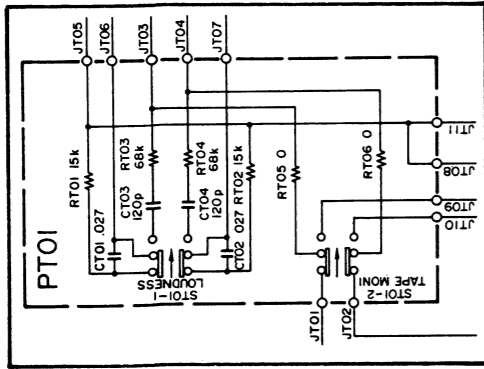 JT05
JT06
JT03
JT04
JT07
PT01
RT01 15k
CT01 .027
CT03
120p
RT03
68k
CT04
120p
RT04
68k
CT02 .027
RT02 15k
RT05 0
RT06 0
ST01-1
LOUDNESS
ST01-2
TAPE MONI
JT01
JT02
JT11
JT08
JT09
JT10